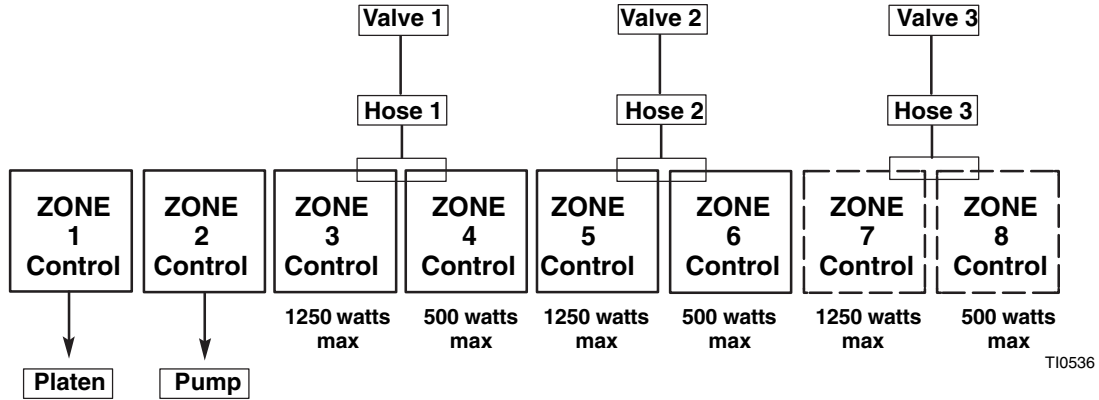 Valve 1
Valve 2
Valve 3
Hose 1
Hose 2
Hose 3
ZONE
1
Control
ZONE
2
Control
ZONE
3
Control
ZONE
4
Control
ZONE
5
Control
ZONE
6
Control
ZONE
7
Control
ZONE
8
Control
1250 watts
max
500 watts
max
1250 watts
max
500 watts
max
1250 watts
max
500 watts
max
TI0536
Platen
Pump